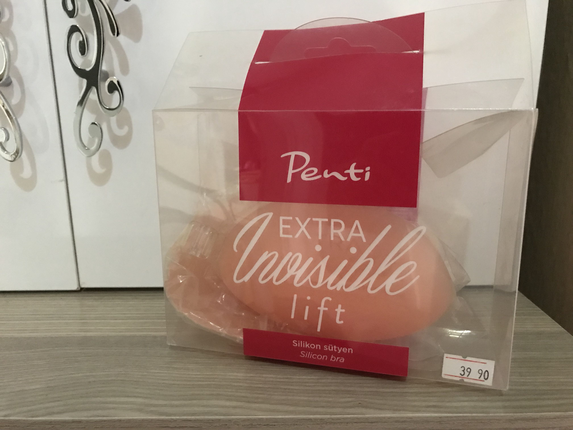 Penti
EXTRA
Invisible
lift
Silikon sütyen
Silicon bra
39 90